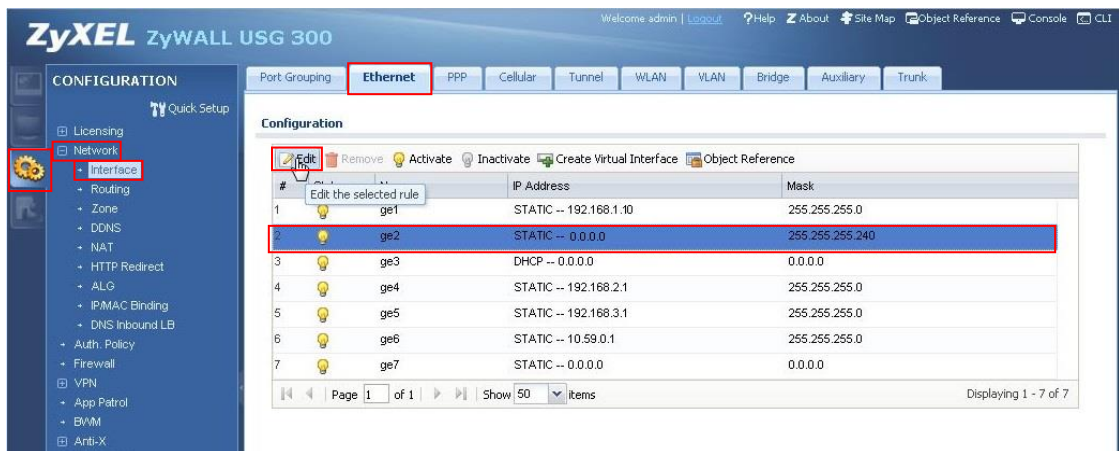 Welcome admin | Logout ?Help Z About Site Map Object Reference Console CLI
ZyXEL ZyWALL USG 300
CONFIGURATION
Quick Setup
Licensing
Network
Interface
Routing
Zone
DDNS
NAT
HTTP Redirect
ALG
IP/MAC Binding
DNS Inbound LB
Auth. Policy
Firewall
VPN
App Patrol
BWM
Anti-X
Port Grouping Ethernet PPP Cellular Tunnel WLAN VLAN Bridge Auxiliary Trunk
Configuration
Edit Remove Activate Inactivate Create Virtual Interface Object Reference
# IP Address Mask
Edit the selected rule
1 ge1 STATIC -- 192.168.1.10 255.255.255.0
2 ge2 STATIC -- 0.0.0.0 255.255.255.240
3 ge3 DHCP -- 0.0.0.0 0.0.0.0
4 ge4 STATIC -- 192.168.2.1 255.255.255.0
5 ge5 STATIC -- 192.168.3.1 255.255.255.0
6 ge6 STATIC -- 10.59.0.1 255.255.255.0
7 ge7 STATIC -- 0.0.0.0 0.0.0.0
Page 1 of 1 Show 50 items Displaying 1 - 7 of 7